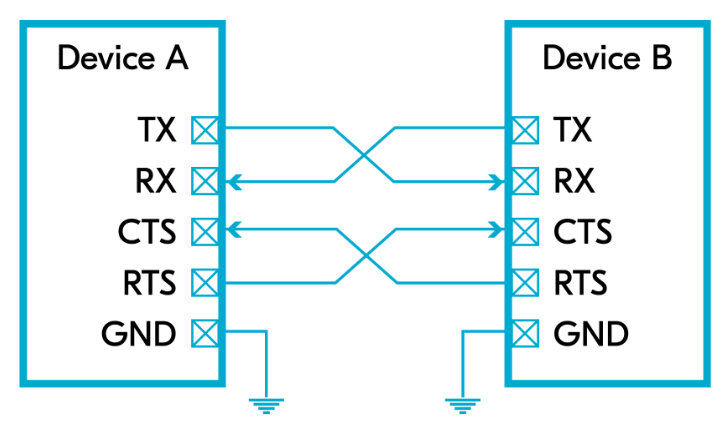 Device A
TX
RX
CTS
RTS
GND
Device B
TX
RX
CTS
RTS
GND